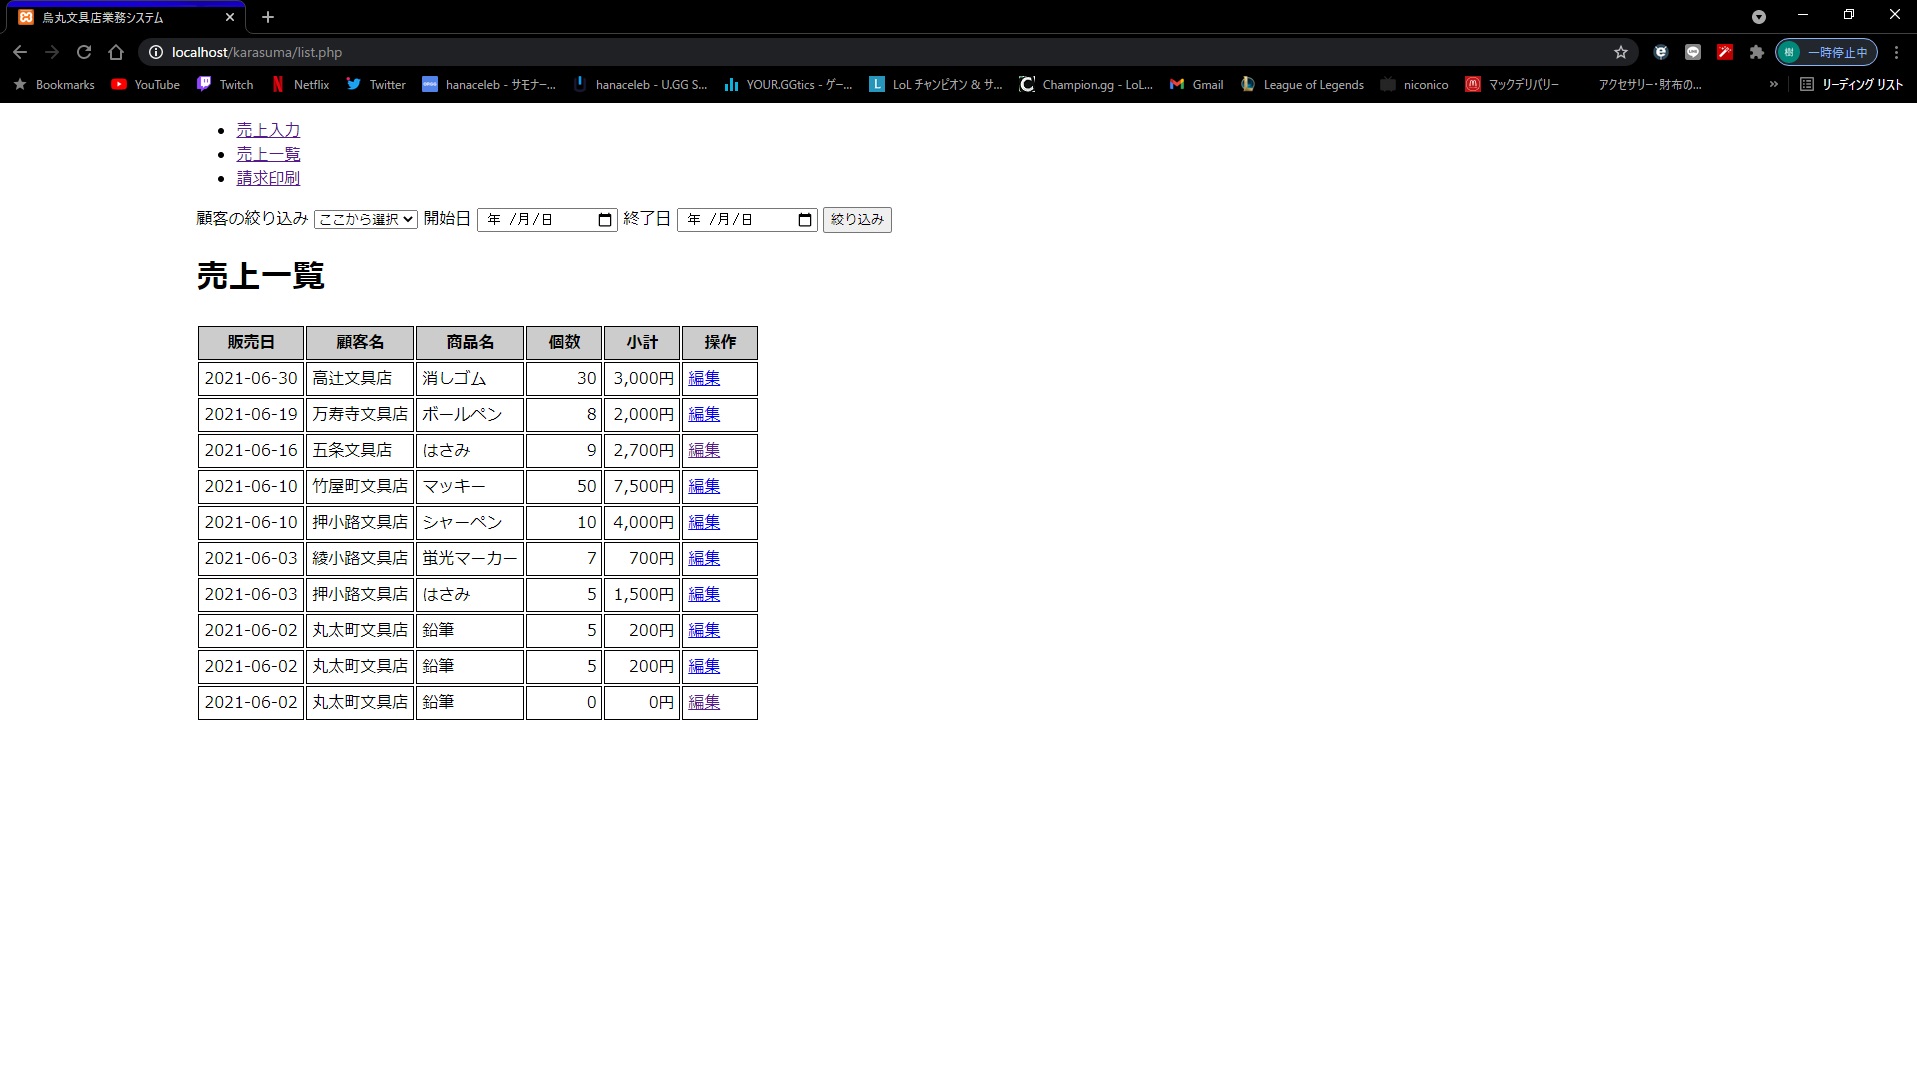 烏丸文具店業務システム
localhost/karasuma/list.php
一時停止中
Bookmarks YouTube Twitch Netflix Twitter hanaceleb - サモナー... hanaceleb - U.GG S... YOUR.GGtics - ゲー... LoL チャンピオン & サ... Champion.gg - LoL... Gmail League of Legends niconico マックデリバリー アクセサリー・財布の... » リーディング リスト
売上入力
売上一覧
請求印刷
顧客の絞り込み ここから選択 開始日 年 /月/日 終了日 年 /月/日 絞り込み
売上一覧
販売日 顧客名 商品名 個数 小計 操作
2021-06-30 高辻文具店 消しゴム 30 3,000円 編集
2021-06-19 万寿寺文具店 ボールペン 8 2,000円 編集
2021-06-16 五条文具店 はさみ 9 2,700円 編集
2021-06-10 竹屋町文具店 マッキー 50 7,500円 編集
2021-06-10 押小路文具店 シャーペン 10 4,000円 編集
2021-06-03 綾小路文具店 蛍光マーカー 7 700円 編集
2021-06-03 押小路文具店 はさみ 5 1,500円 編集
2021-06-02 丸太町文具店 鉛筆 5 200円 編集
2021-06-02 丸太町文具店 鉛筆 5 200円 編集
2021-06-02 丸太町文具店 鉛筆 0 0円 編集